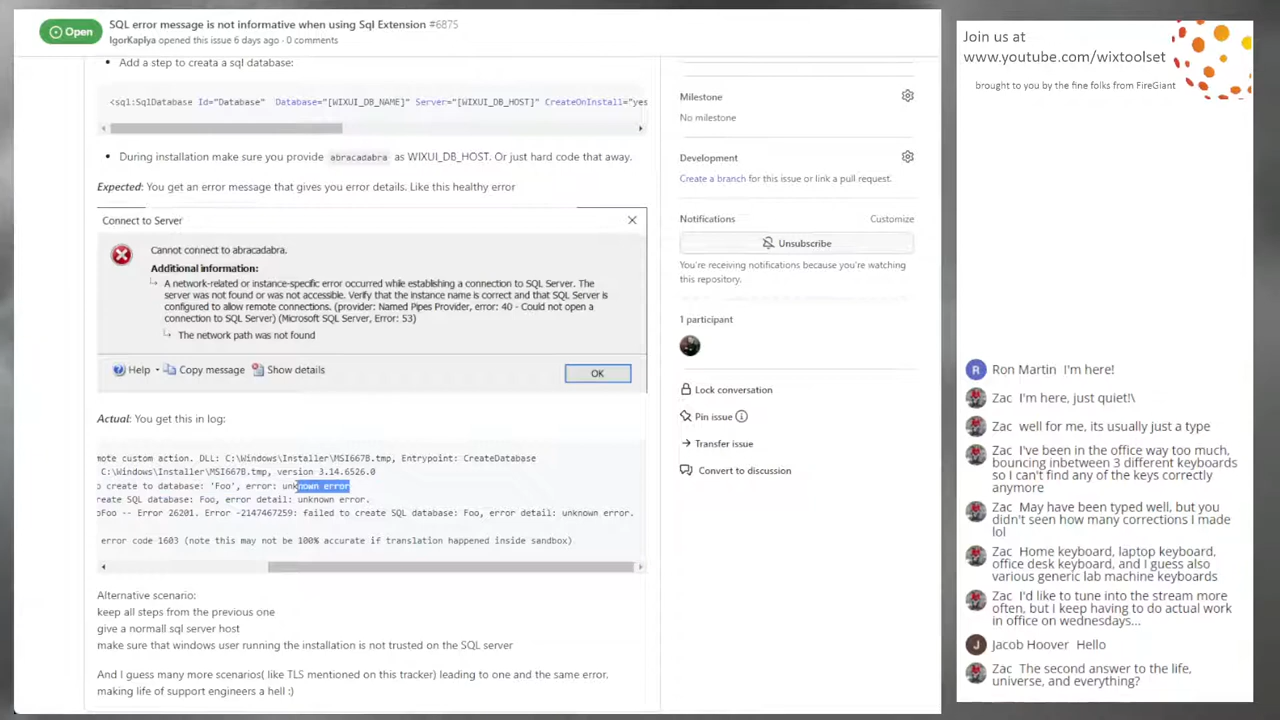 Open
SQL error message is not informative when using Sql Extension #6875
IgorKaplya opened this issue 6 days ago · 0 comments
• Add a step to creata a sql database:
<sql:SqlDatabase Id="Database" Database="[WIXUI_DB_NAME]" Server="[WIXUI_DB_HOST]" CreateOnInstall="yes
• During installation make sure you provide abracadabra as WIXUI_DB_HOST. Or just hard code that away.
Expected: You get an error message that gives you error details. Like this healthy error
Connect to Server
Cannot connect to abracadabra.
Additional information:
A network-related or instance-specific error occurred while establishing a connection to SQL Server. The
server was not found or was not accessible. Verify that the instance name is correct and that SQL Server is
configured to allow remote connections. (provider: Named Pipes Provider, error: 40 - Could not open a
connection to SQL Server) (Microsoft SQL Server, Error: 53)
The network path was not found
Help
Copy message
Show details
OK
Actual: You get this in log:
mote custom action. DLL: C:\Windows\Installer\MSI667B.tmp, Entrypoint: CreateDatabase
C:\Windows\Installer\MSI667B.tmp, version 3.14.6526.0
o create to database: 'Foo', error: unknown error
reate SQL database: Foo, error detail: unknown error.
oFoo -- Error 26201. Error -2147467259: failed to create SQL database: Foo, error detail: unknown error.
error code 1603 (note this may not be 100% accurate if translation happened inside sandbox)
Alternative scenario:
keep all steps from the previous one
give a normall sql server host
make sure that windows user running the installation is not trusted on the SQL server
And I guess many more scenarios( like TLS mentioned on this tracker) leading to one and the same error.
making life of support engineers a hell :)
Milestone
No milestone
Development
Create a branch for this issue or link a pull request.
Notifications
Customize
Unsubscribe
You're receiving notifications because you're watching
this repository.
1 participant
Lock conversation
Pin issue
Transfer issue
Convert to discussion
Join us at
www.youtube.com/wixtoolset
brought to you by the fine folks from FireGiant
R Ron Martin I'm here!
Zac I'm here, just quiet!\
Zac well for me, its usually just a type
Zac I've been in the office way too much,
bouncing inbetween 3 different keyboards
so I can't find any of the keys correctly
anymore
Zac May have been typed well, but you
didn't seen how many corrections I made
lol
Zac Home keyboard, laptop keyboard,
office desk keyboard, and I guess also
various generic lab machine keyboards
Zac I'd like to tune into the stream more
often, but I keep having to do actual work
in office on wednesdays...
J Jacob Hoover Hello
Zac The second answer to the life,
universe, and everything?